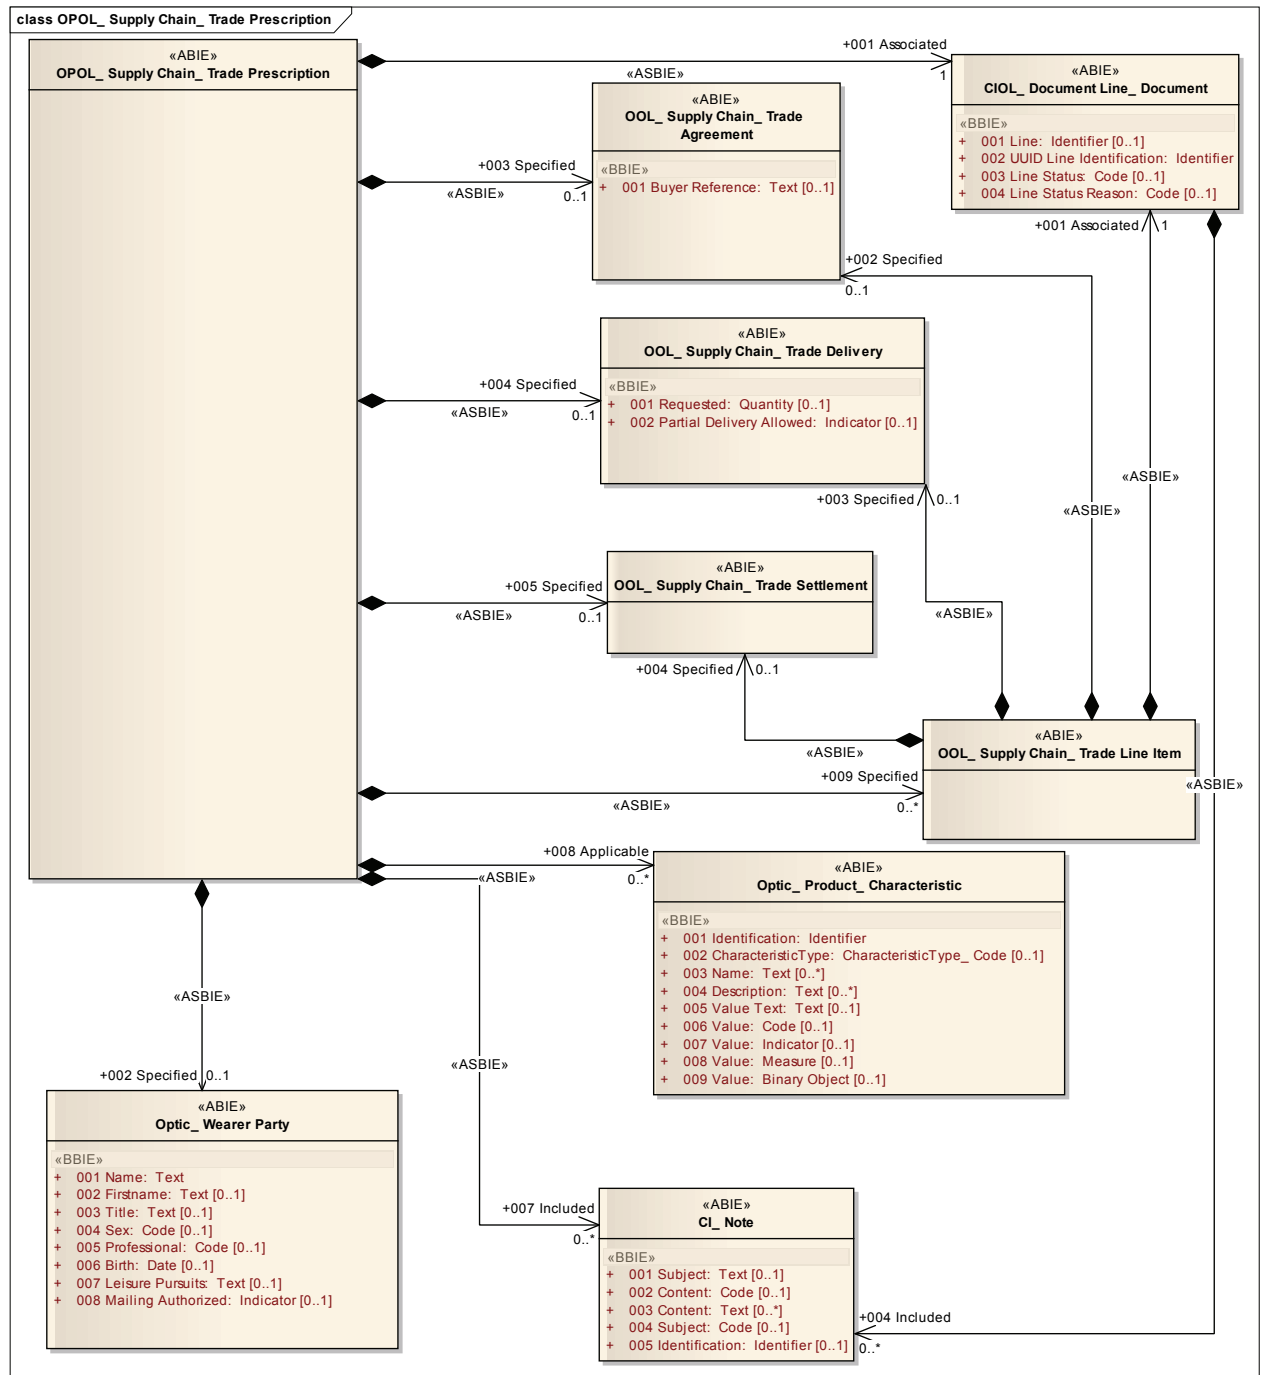 class OPOL_ Supply Chain_ Trade Prescription
«ABIE»
OPOL_ Supply Chain_ Trade Prescription
+001 Associated
1
«ASBIE»
«ABIE»
CIOL_ Document Line_ Document
«BBIE»
+ 001 Line: Identifier [0..1]
+ 002 UUID Line Identification: Identifier
+ 003 Line Status: Code [0..1]
+ 004 Line Status Reason: Code [0..1]
«ABIE»
OOL_ Supply Chain_ Trade
Agreement
«BBIE»
+ 001 Buyer Reference: Text [0..1]
+003 Specified
«ASBIE»
0..1
+001 Associated
1
+002 Specified
0..1
«ABIE»
OOL_ Supply Chain_ Trade Delivery
«BBIE»
+ 001 Requested: Quantity [0..1]
+ 002 Partial Delivery Allowed: Indicator [0..1]
+004 Specified
«ASBIE»
0..1
+003 Specified
0..1
«ASBIE»
«ASBIE»
«ABIE»
OOL_ Supply Chain_ Trade Settlement
+005 Specified
«ASBIE»
0..1
«ASBIE»
+004 Specified
0..1
«ASBIE»
«ABIE»
OOL_ Supply Chain_ Trade Line Item
+009 Specified
«ASBIE»
0..*
«ASBIE»
+008 Applicable
«ASBIE»
0..*
«ABIE»
Optic_ Product_ Characteristic
«BBIE»
+ 001 Identification: Identifier
+ 002 CharacteristicType: CharacteristicType_ Code [0..1]
+ 003 Name: Text [0..*]
+ 004 Description: Text [0..*]
+ 005 Value Text: Text [0..1]
+ 006 Value: Code [0..1]
+ 007 Value: Indicator [0..1]
+ 008 Value: Measure [0..1]
+ 009 Value: Binary Object [0..1]
«ASBIE»
«ASBIE»
+002 Specified
0..1
«ABIE»
Optic_ Wearer Party
«BBIE»
+ 001 Name: Text
+ 002 Firstname: Text [0..1]
+ 003 Title: Text [0..1]
+ 004 Sex: Code [0..1]
+ 005 Professional: Code [0..1]
+ 006 Birth: Date [0..1]
+ 007 Leisure Pursuits: Text [0..1]
+ 008 Mailing Authorized: Indicator [0..1]
+007 Included
0..*
«ABIE»
CI_ Note
«BBIE»
+ 001 Subject: Text [0..1]
+ 002 Content: Code [0..1]
+ 003 Content: Text [0..*]
+ 004 Subject: Code [0..1]
+ 005 Identification: Identifier [0..1]
+004 Included
0..*